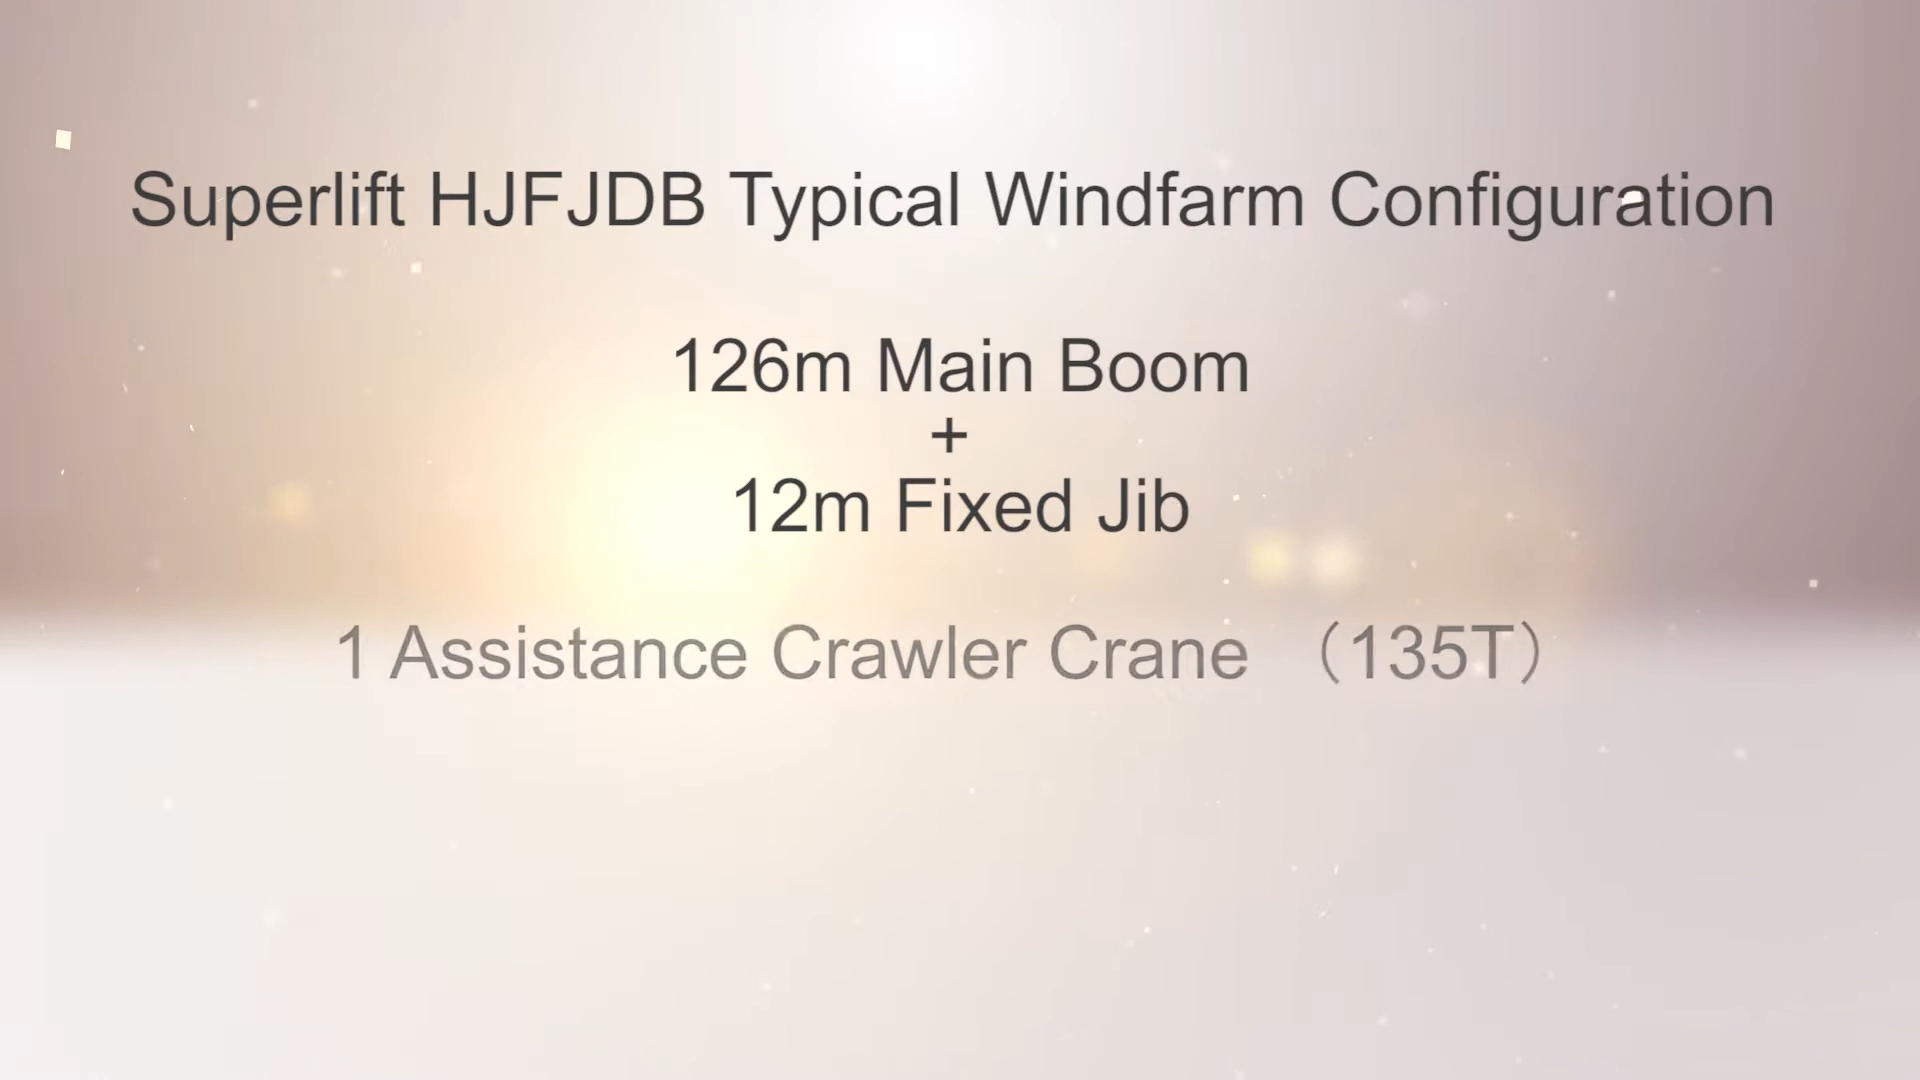 Superlift HJFJDB Typical Windfarm Configuration
126m Main Boom
+
12m Fixed Jib
1 Assistance Crawler Crane （135T）